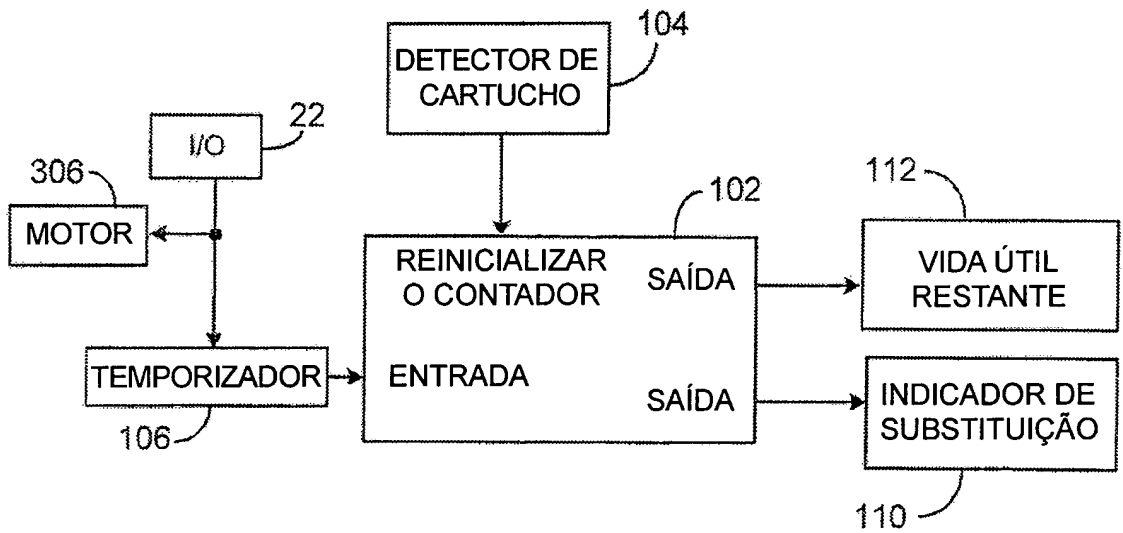 104
DETECTOR DE
CARTUCHO
22
I/O
306
MOTOR
102
112
REINICIALIZAR
O CONTADOR
SAÍDA
VIDA ÚTIL
RESTANTE
TEMPORIZADOR
ENTRADA
SAÍDA
INDICADOR DE
SUBSTITUIÇÃO
106
110